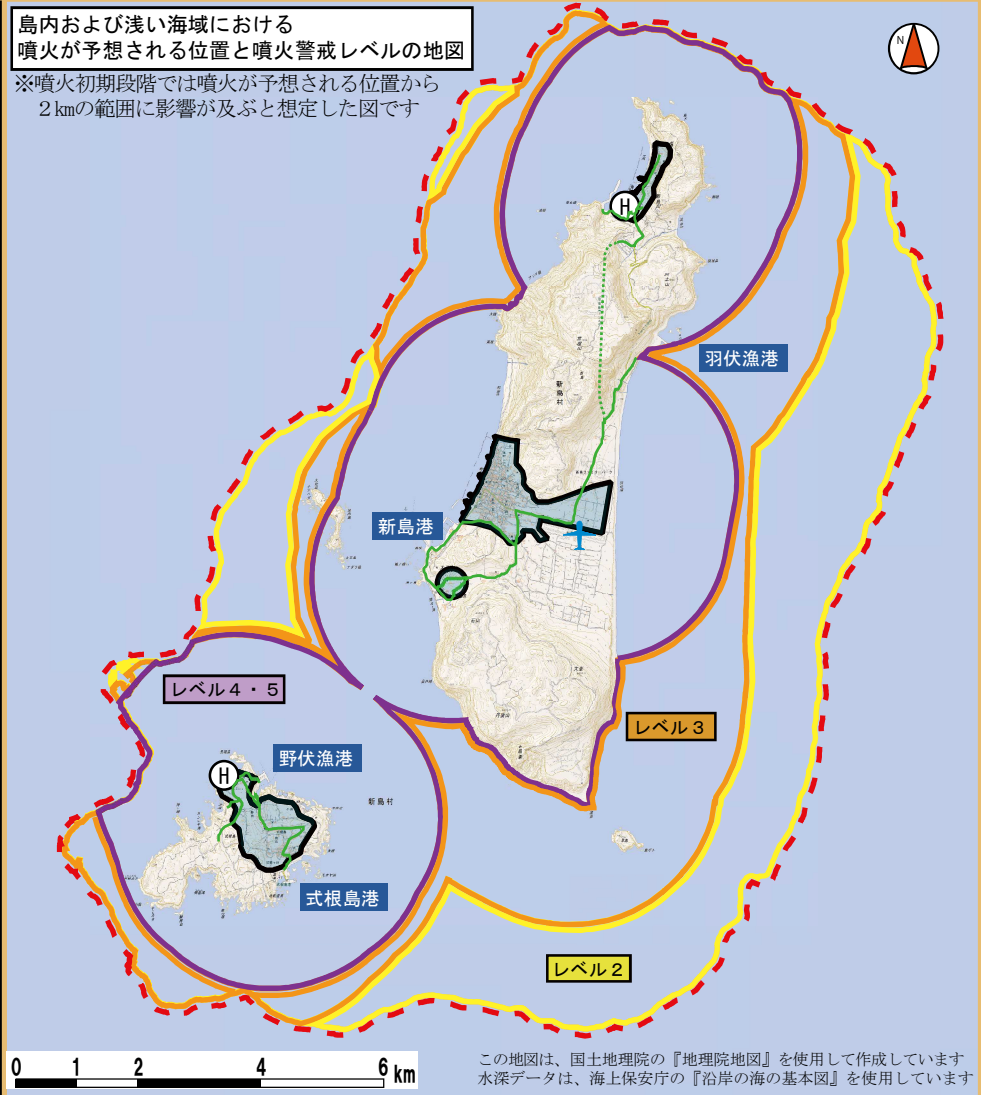 島内および浅い海域における
噴火が予想される位置と噴火警戒レベルの地図
※噴火初期段階では噴火が予想される位置から
2kmの範囲に影響が及ぶと想定した図です
N
H
羽伏漁港
新島村
新島港
レベル4・5
レベル3
野伏漁港
H
新島村
式根島港
レベル2
0 1 2 4 6 km
この地図は、国土地理院の『地理院地図』を使用して作成しています
水深データは、海上保安庁の『沿岸の海の基本図』を使用しています